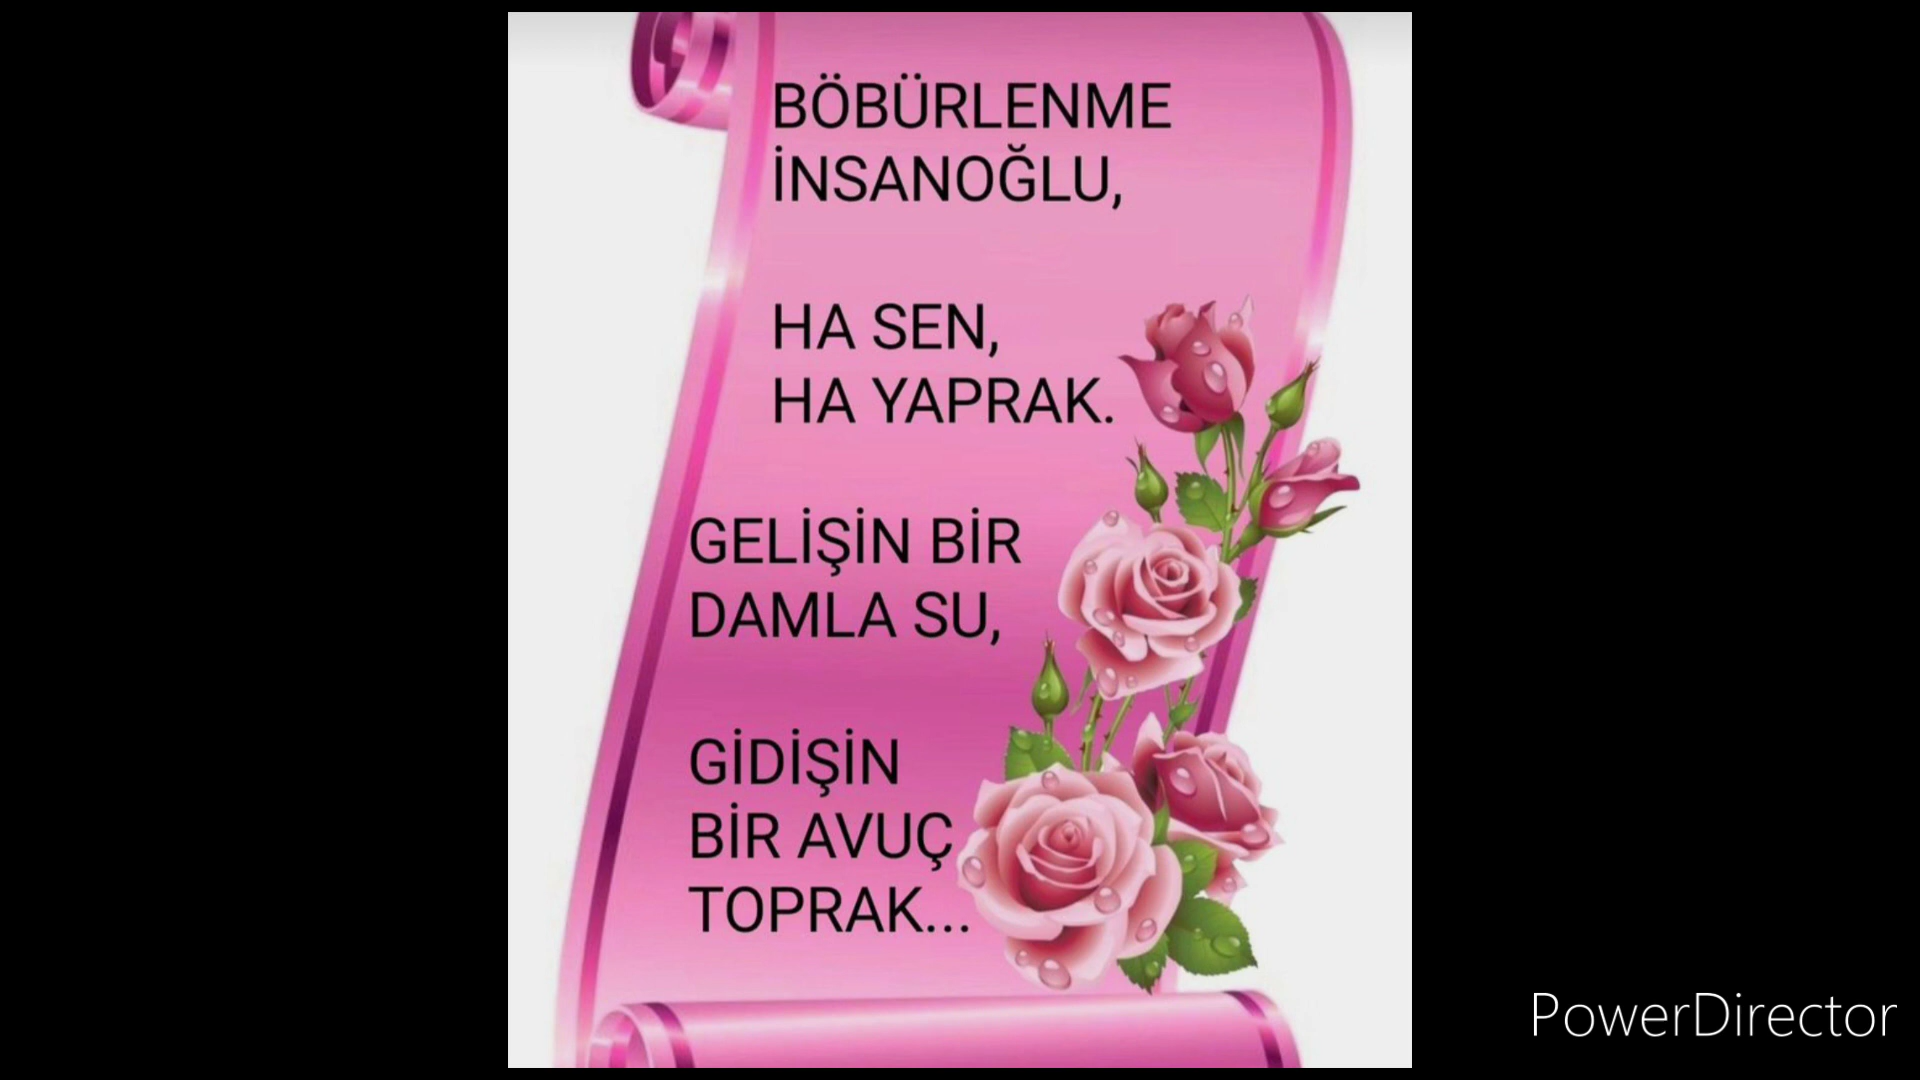 BÖBÜRLENME
İNSANOĞLU,
HA SEN,
HA YAPRAK.
GELİŞİN BİR
DAMLA SU,
GİDİŞİN
BİR AVUÇ
TOPRAK...
PowerDirector